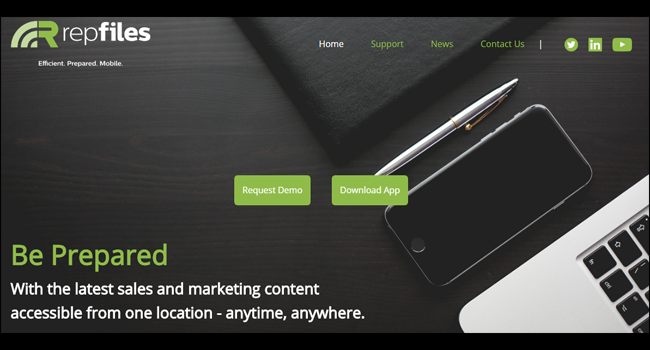 repfiles
Efficient. Prepared. Mobile.
Home Support News Contact Us |
in
Request Demo Download App
Be Prepared
With the latest sales and marketing content
accessible from one location - anytime, anywhere.